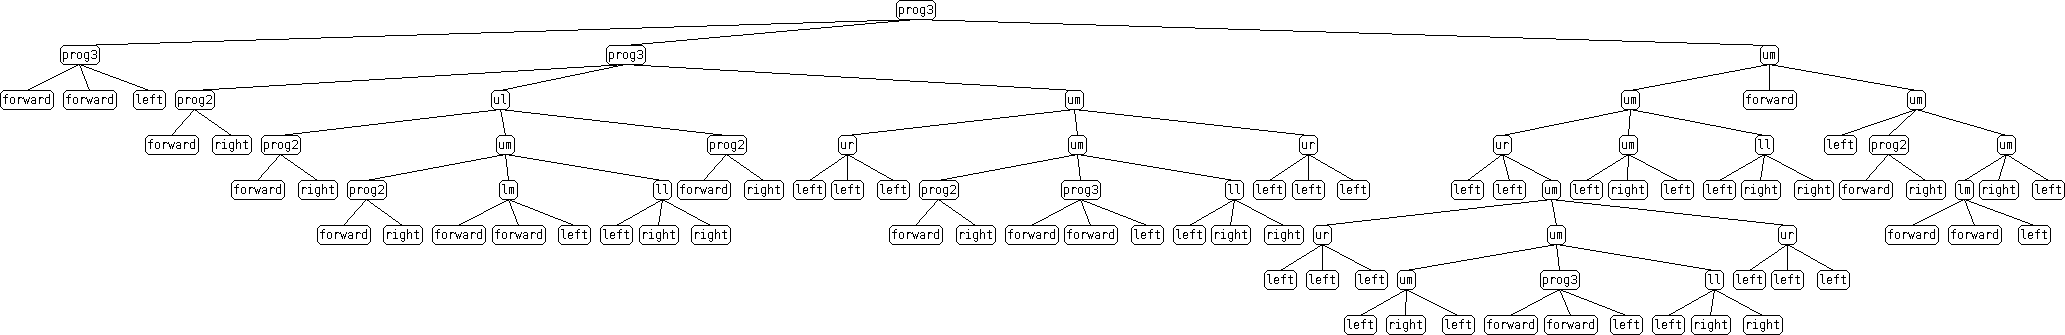 prog3
prog3 prog3 um
forward forward left prog2 ul um um forward um
forward right prog2 um prog2 ur um ur ur um ll left prog2 um
forward right prog2 lm ll forward right left left left prog2 prog3 ll left left left left left um left right left left right right forward right lm right left
forward right forward forward left left right right forward right forward forward left left right right ur um ur forward forward left
left left left um prog3 ll left left left
left right left forward forward left left right right